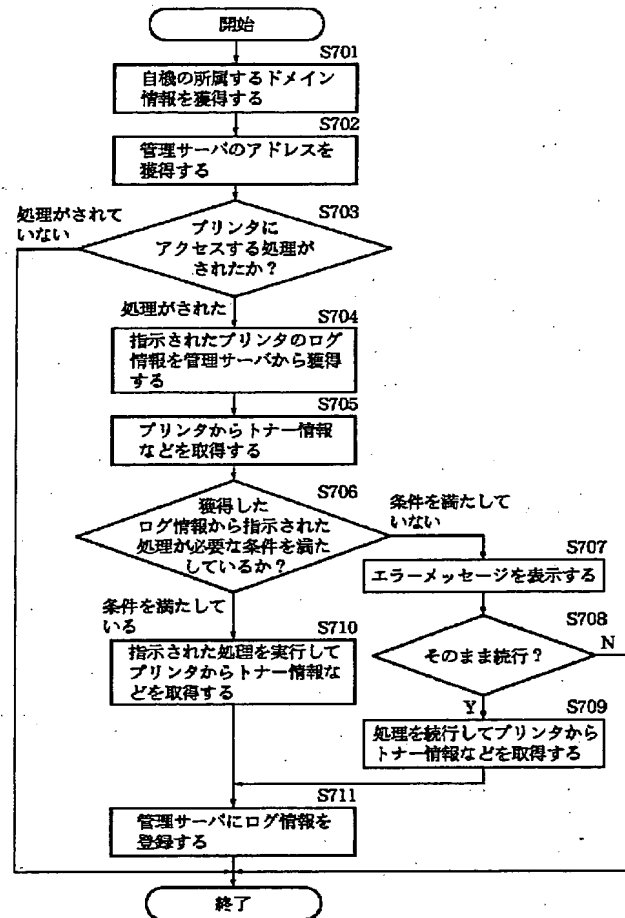 開始
S701
自機の所属するドメイン
情報を獲得する
S702
管理サーバのアドレスを
獲得する
S703
処理がされて
いない
プリンタに
アクセスする処理が
されたか？
処理がされた
S704
指示されたプリンタのログ
情報を管理サーバから獲得
する
S705
プリンタからトナー情報
などを取得する
S706
獲得した
ログ情報から指示された
処理が必要な条件を満た
しているか？
条件を満たして
いない
S707
エラーメッセージを表示する
S708
そのまま続行？
N
Y
条件を満たして
いる
S710
指示された処理を実行して
プリンタからトナー情報な
どを取得する
S709
処理を続行してプリンタから
トナー情報などを取得する
S711
管理サーバにログ情報を
登録する
終了